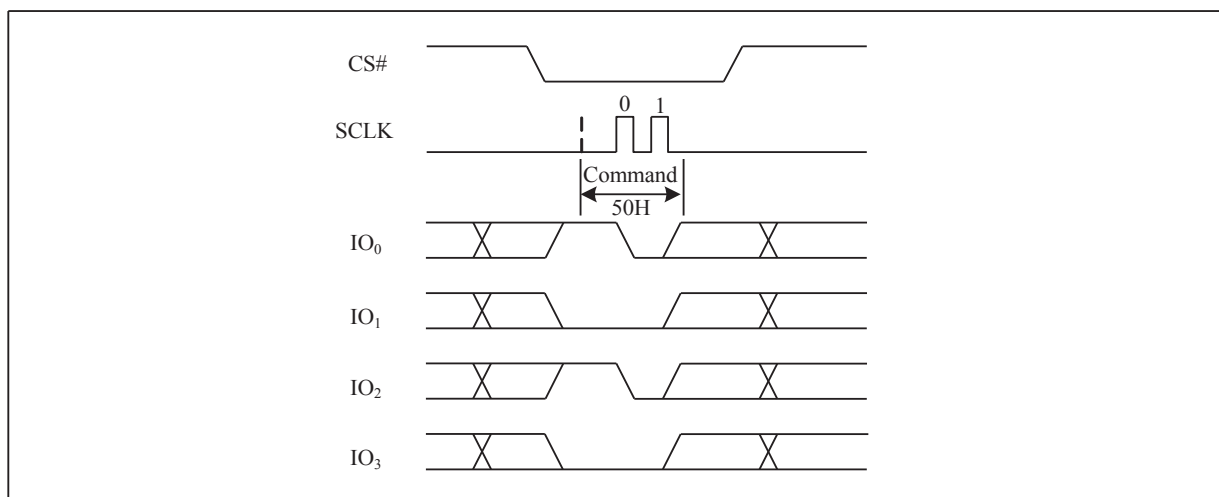 CS#
0 1
SCLK
Command
50H
IO₀
IO₁
IO₂
IO₃